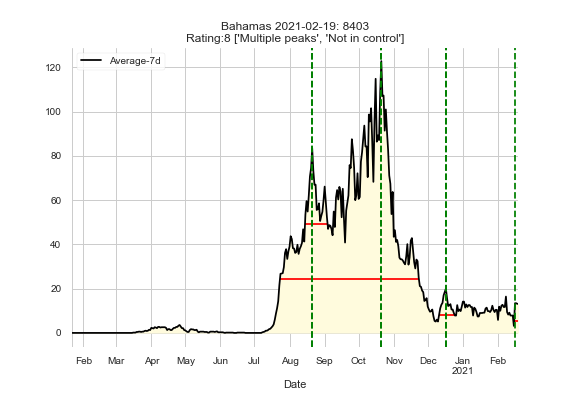 Bahamas 2021-02-19: 8403
Rating:8 ['Multiple peaks', 'Not in control']
Average-7d
120
100
80
60
40
20
0
Feb Mar Apr May Jun Jul Aug Sep Oct Nov Dec Jan Feb
2021
Date